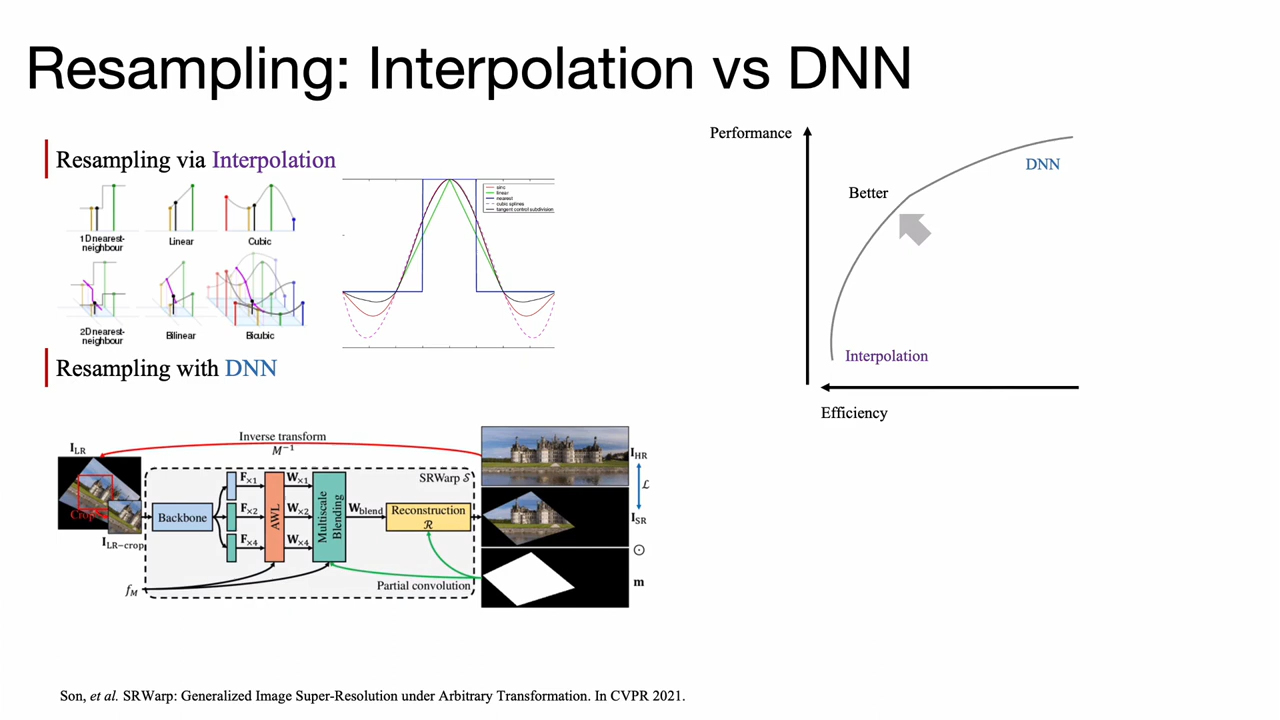 Resampling: Interpolation vs DNN
Resampling via Interpolation
1D nearest-
neighbour
Linear
Cubic
2D nearest-
neighbour
Bilinear
Bicubic
sinc
linear
nearest
cubic splines
tangent control subdivision
Resampling with DNN
Inverse transform
M⁻¹
I_LR
Crop
I_LR−crop
Backbone
F×1
F×2
F×4
AWL
W×1
W×2
W×4
Multiscale
Blending
W_blend
SRWarp S
Reconstruction
R
Partial convolution
f_M
I_HR
L
I_SR
⊙
m
Performance
Better
DNN
Interpolation
Efficiency
Son, et al. SRWarp: Generalized Image Super-Resolution under Arbitrary Transformation. In CVPR 2021.